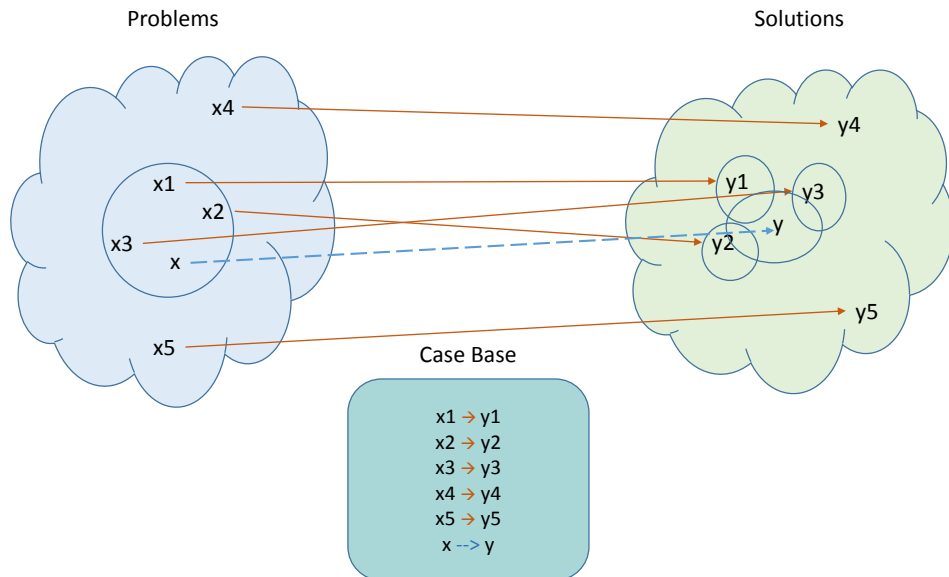 Problems
Solutions
x4
y4
x1
y1
x2
y3
x3
y2
y
x
x5
y5
Case Base
x1 → y1
x2 → y2
x3 → y3
x4 → y4
x5 → y5
x --> y